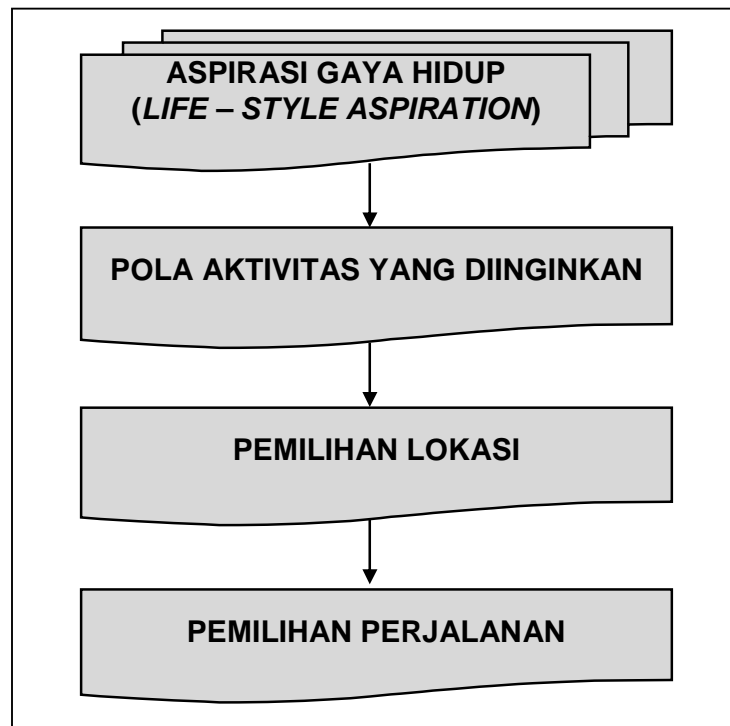 ASPIRASI GAYA HIDUP
(LIFE – STYLE ASPIRATION)
POLA AKTIVITAS YANG DIINGINKAN
PEMILIHAN LOKASI
PEMILIHAN PERJALANAN